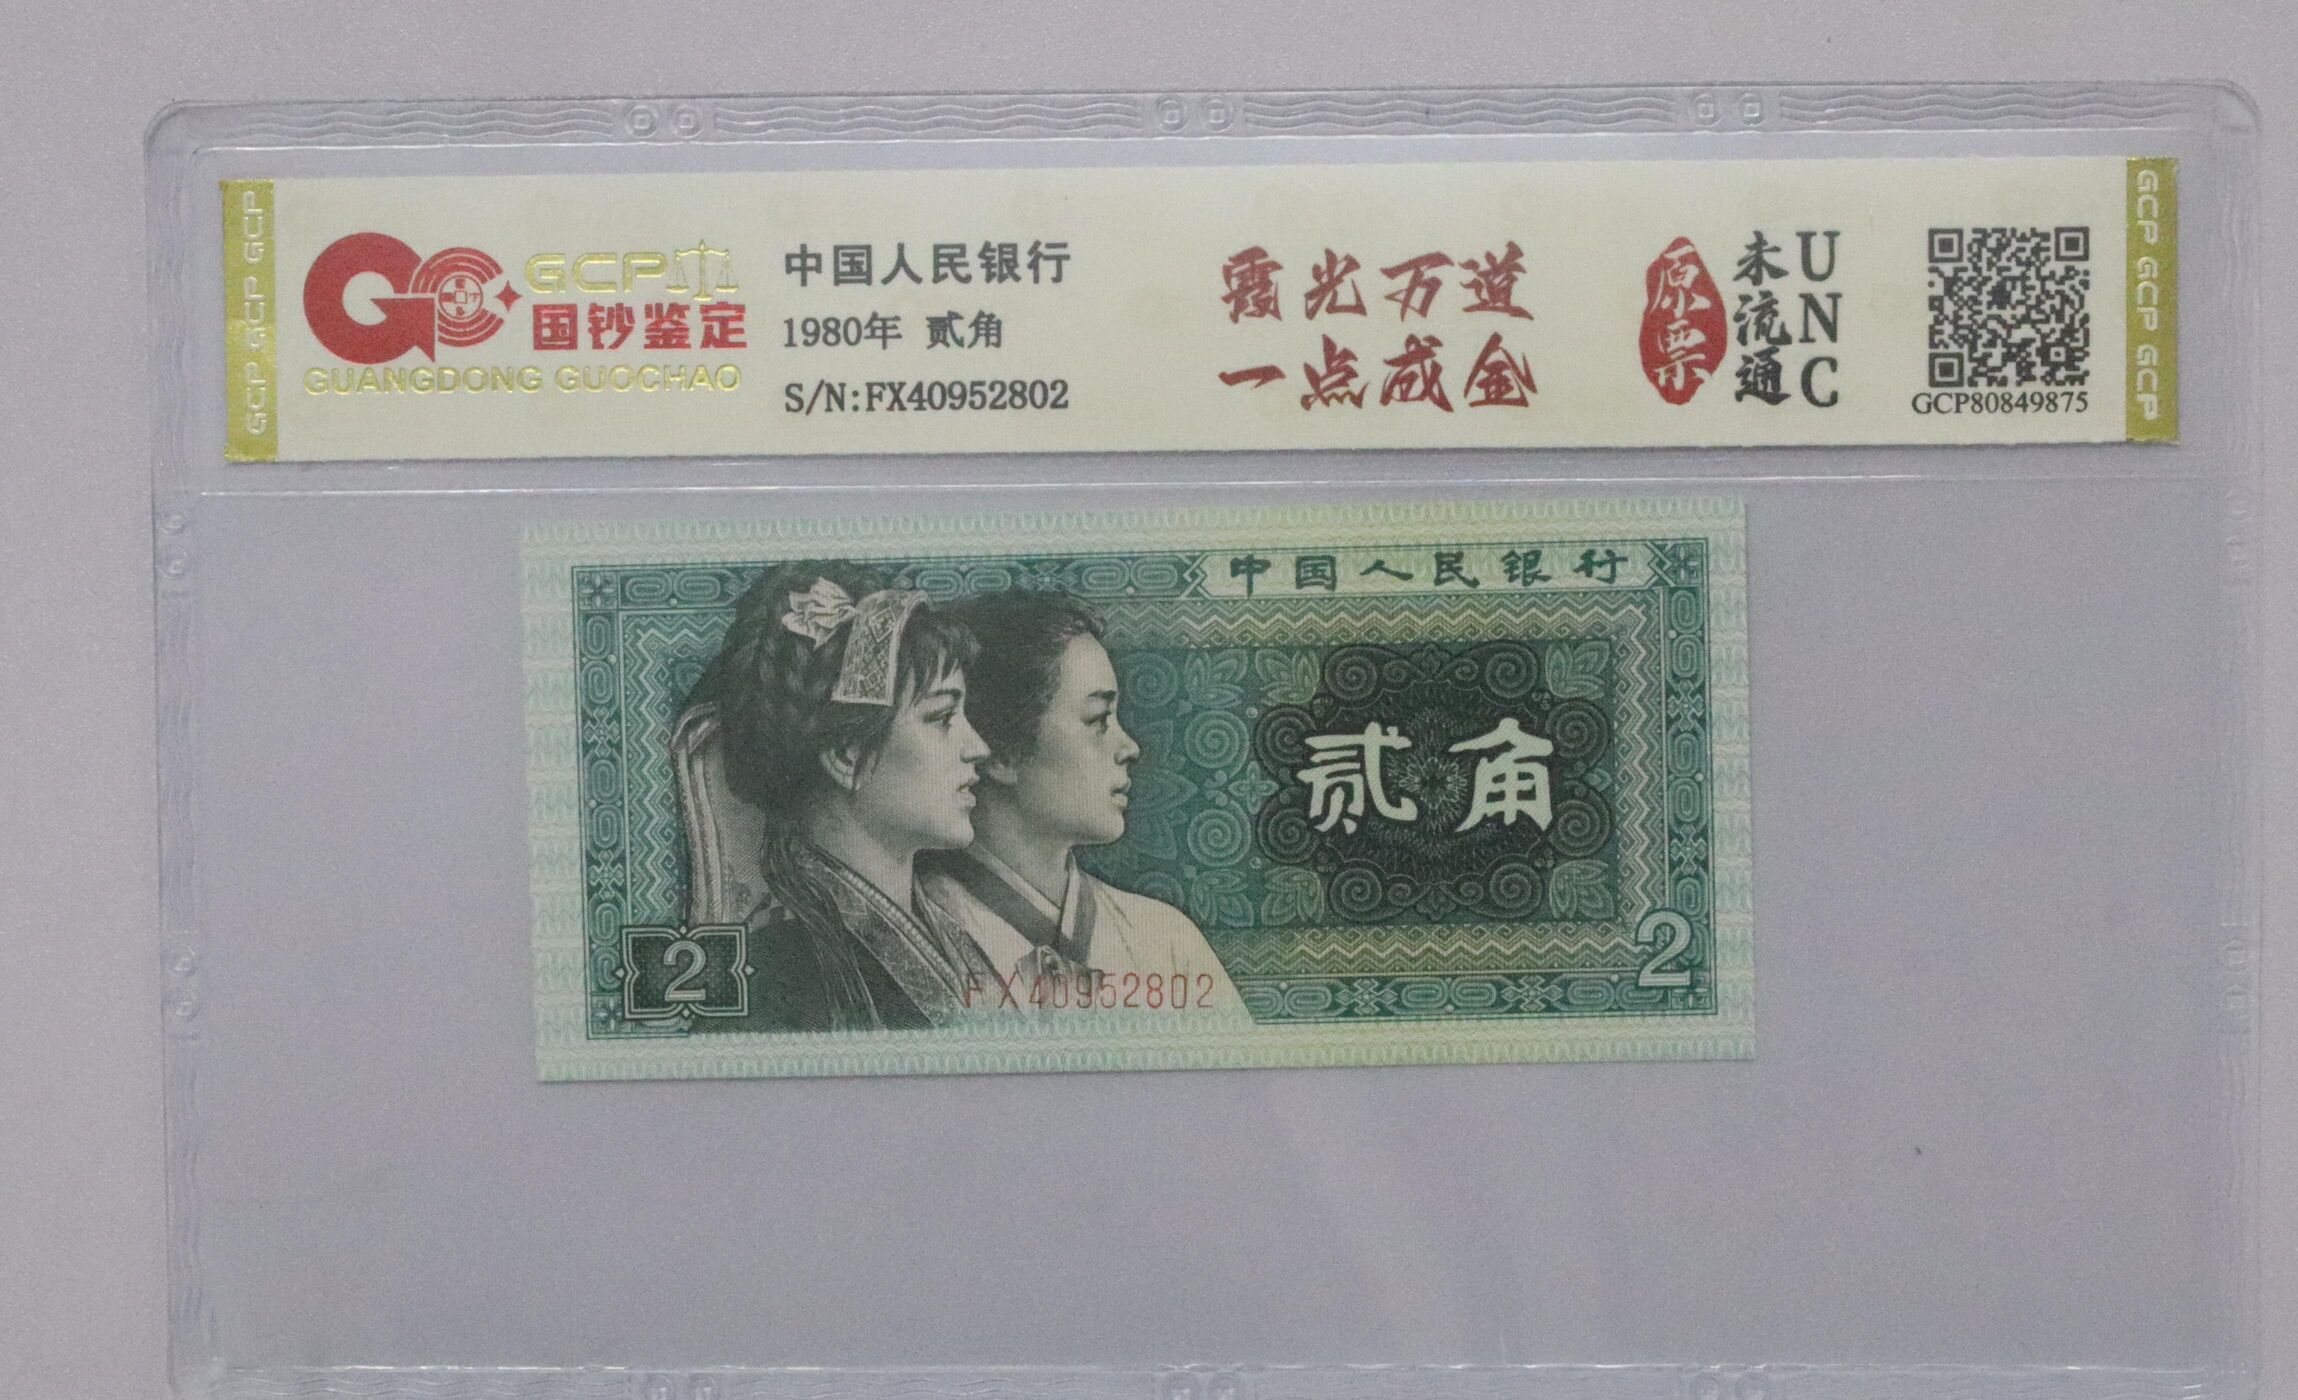 GCP
国钞鉴定
GUANGDONG GUOCHAO
中国人民银行
1980年 贰角
S/N:FX40952802
霞光万道
一点成金
原票
未流通
UNC
GCP80849875
GCP GCP GCP
GCP GCP GCP
中国人民银行
贰角
2
2
FX40952802